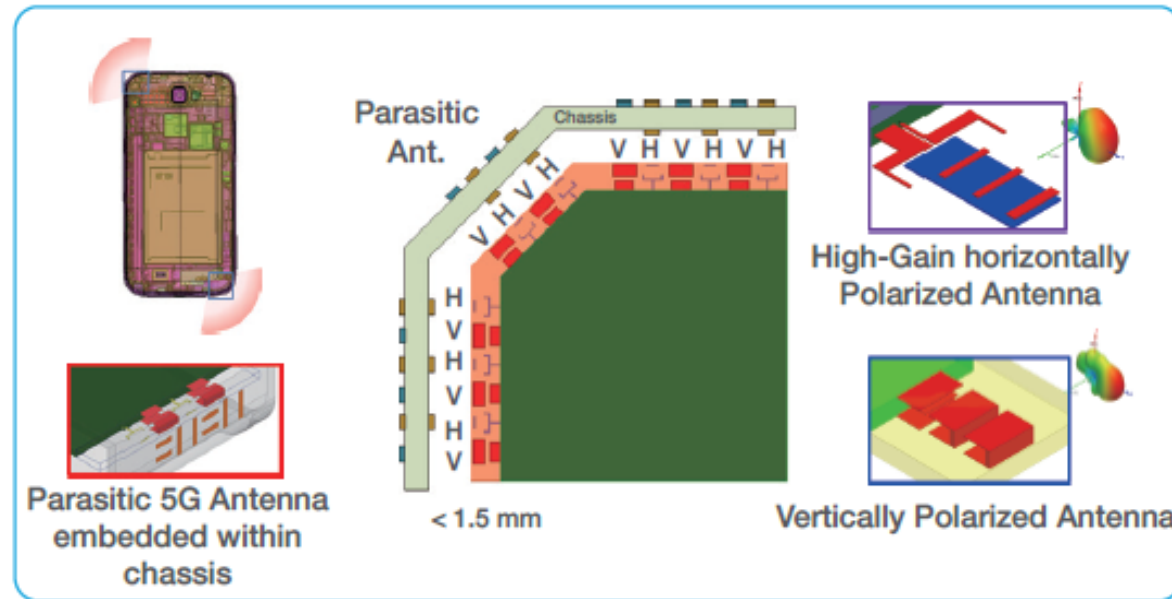 Parasitic
Ant.
Chassis
V H V H V H
V H V H
H
V
H
V
H
V
< 1.5 mm
High-Gain horizontally
Polarized Antenna
Vertically Polarized Antenna
Parasitic 5G Antenna
embedded within
chassis